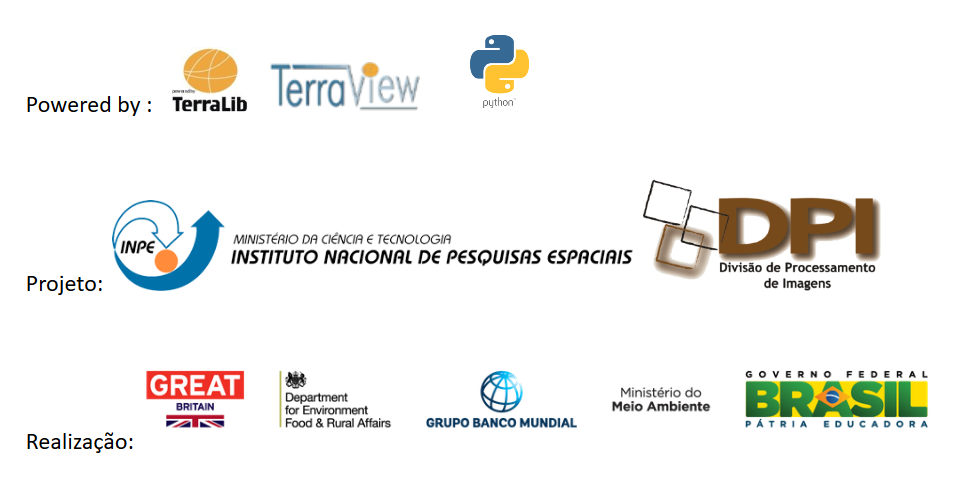 Powered by :
powered by
TerraLib
TerraView
python
Projeto:
INPE
MINISTÉRIO DA CIÊNCIA E TECNOLOGIA
INSTITUTO NACIONAL DE PESQUISAS ESPACIAIS
DPI
Divisão de Processamento
de Imagens
Realização:
GREAT
BRITAIN
Department
for Environment
Food & Rural Affairs
GRUPO BANCO MUNDIAL
Ministério do
Meio Ambiente
GOVERNO FEDERAL
BRASIL
PÁTRIA EDUCADORA